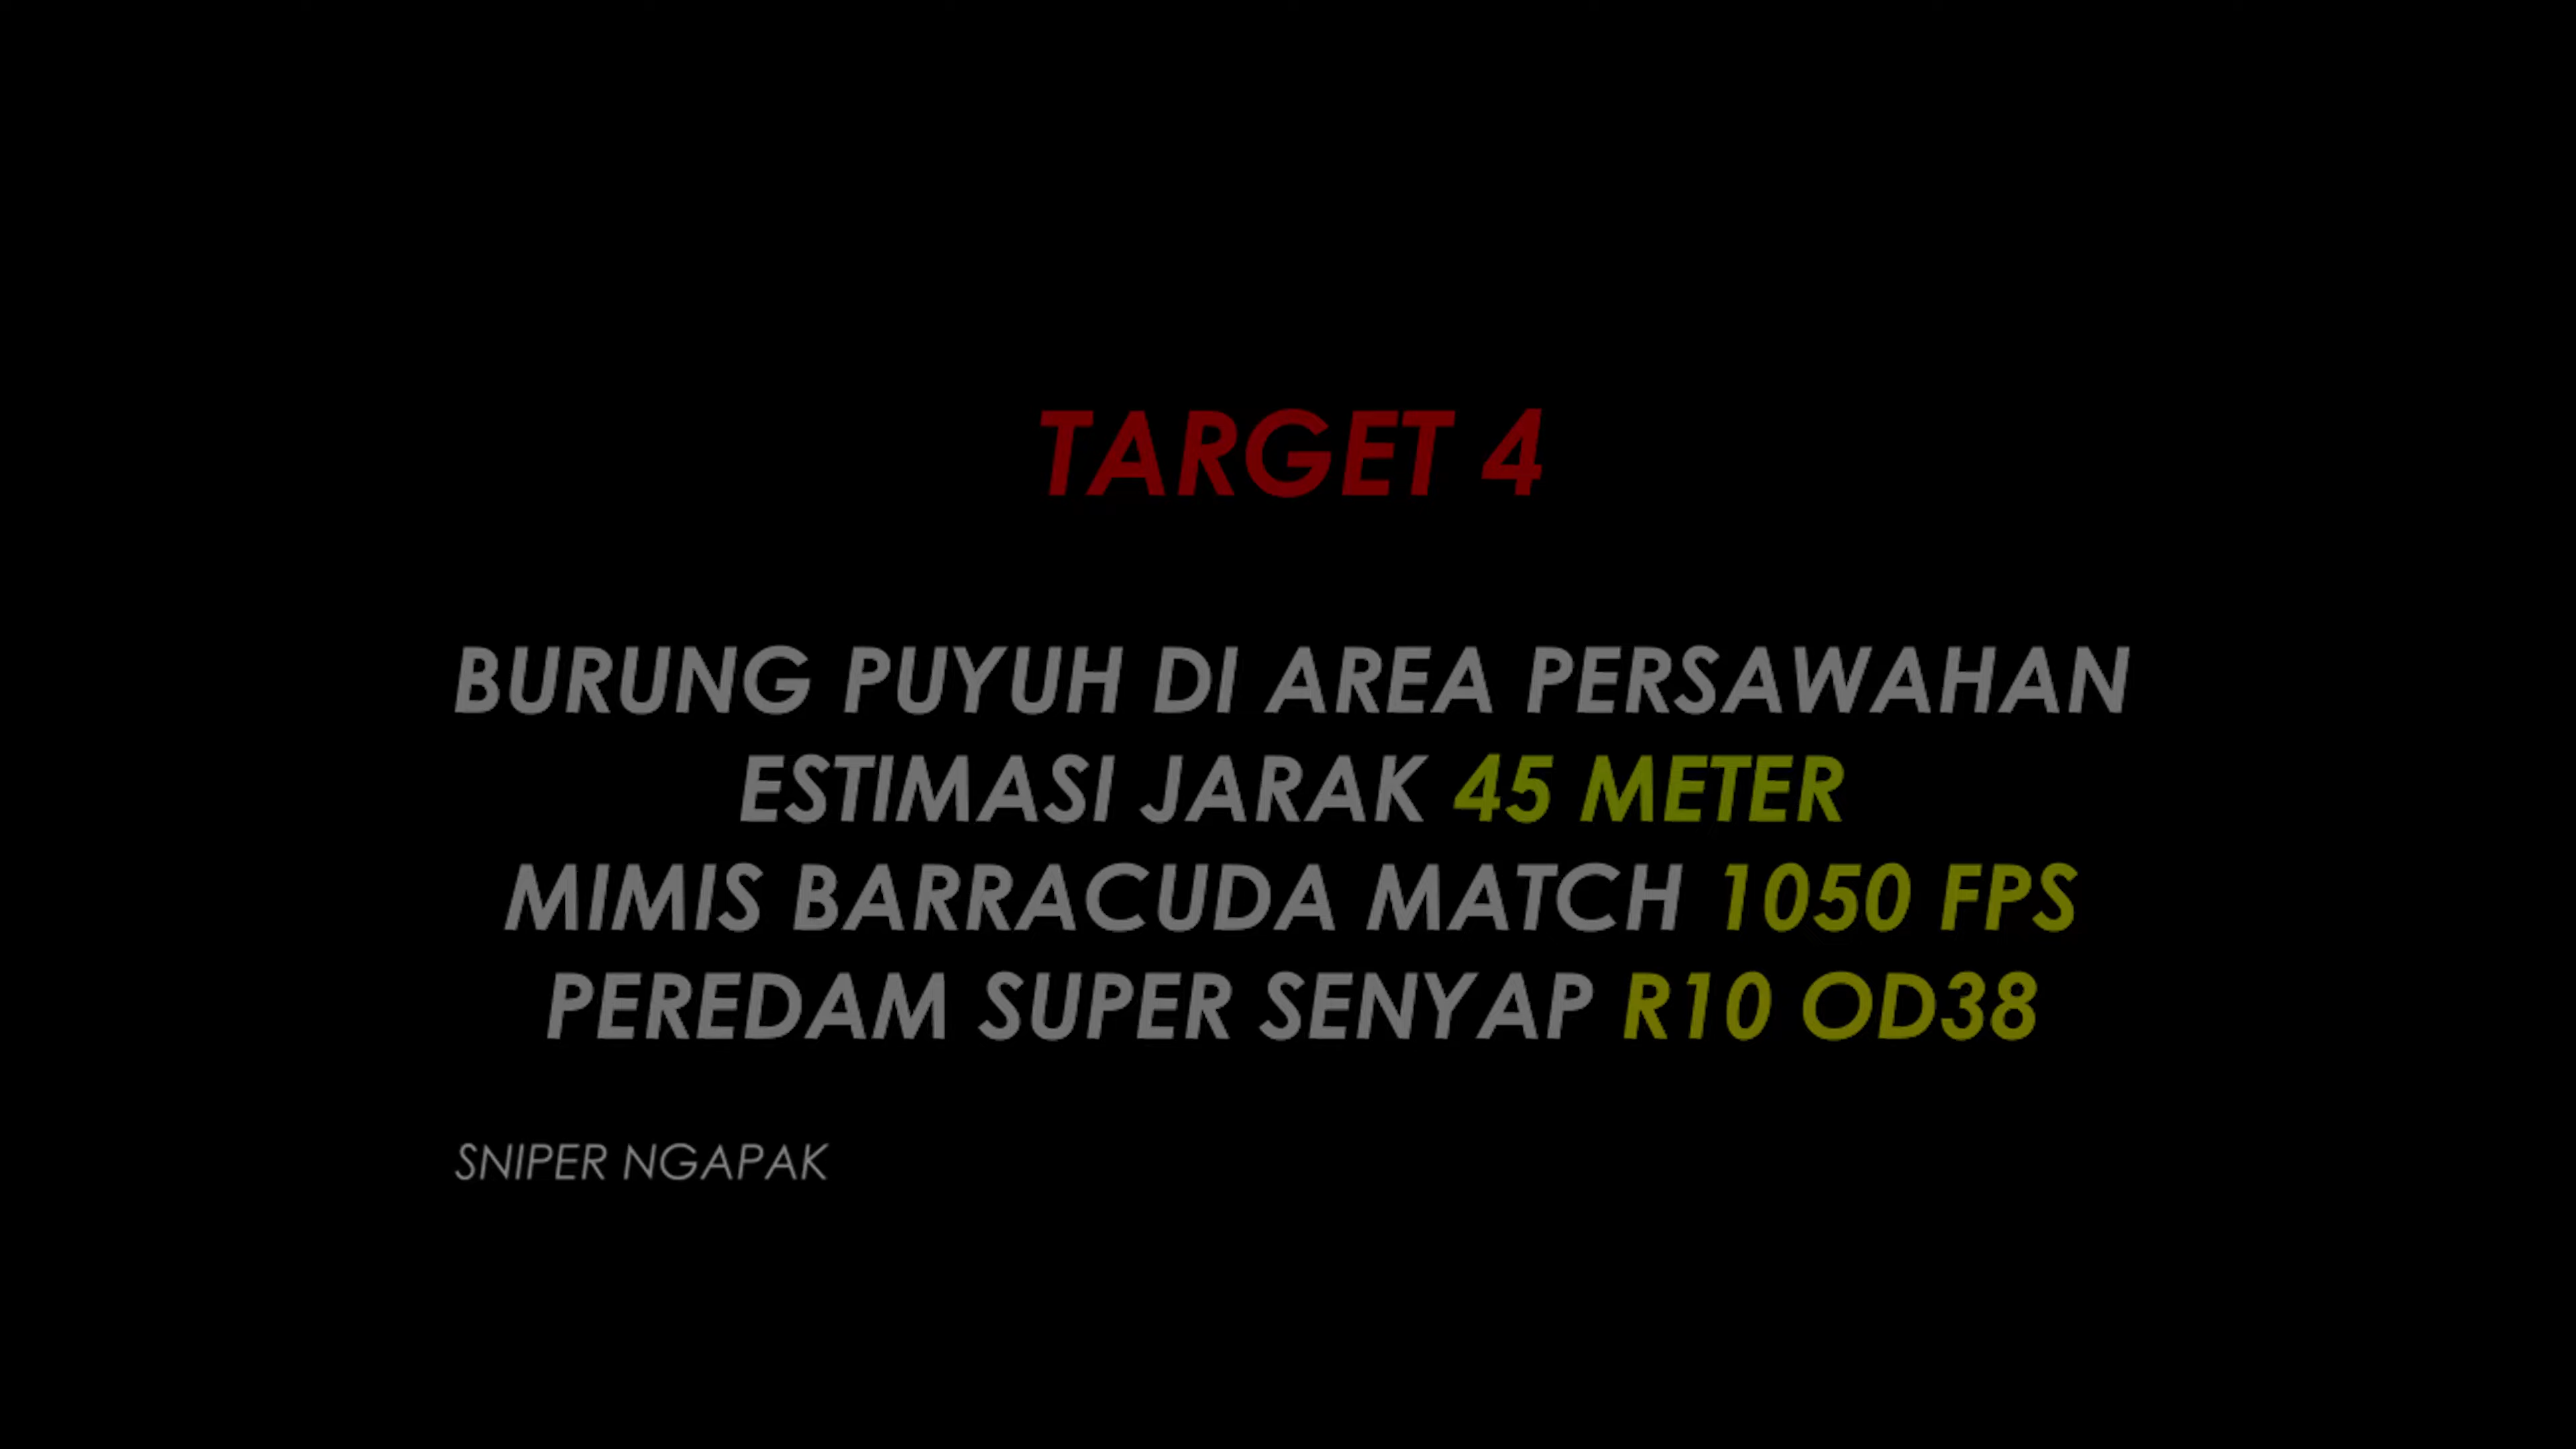 TARGET 4
BURUNG PUYUH DI AREA PERSAWAHAN
ESTIMASI JARAK 45 METER
MIMIS BARRACUDA MATCH 1050 FPS
PEREDAM SUPER SENYAP R10 OD38
SNIPER NGAPAK